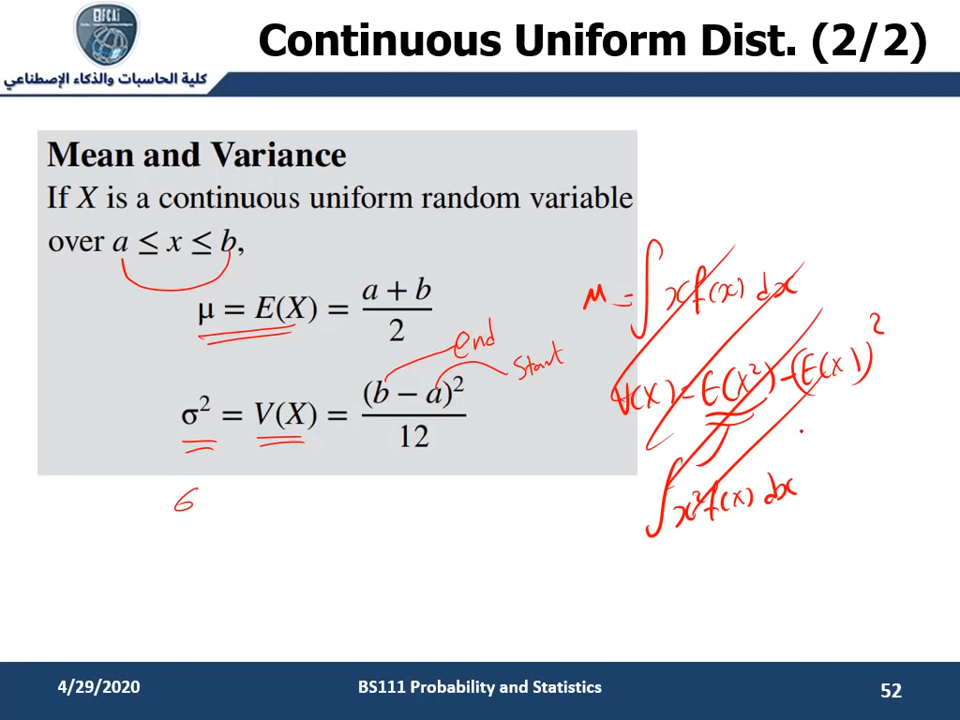 BFCAI
كلية الحاسبات والذكاء الإصطناعي
Continuous Uniform Dist. (2/2)
Mean and Variance
If X is a continuous uniform random variable
over a ≤ x ≤ b,
μ = E(X) = (a + b)/2
σ² = V(X) = (b − a)²/12
end
start
μ = ∫ x f(x) dx
V(X) = E(X²) − (E(X))²
∫ x² f(x) dx
6
4/29/2020
BS111 Probability and Statistics
52